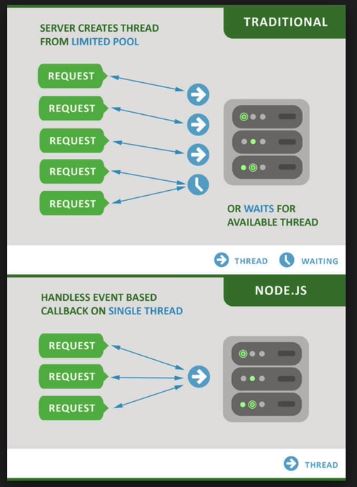 TRADITIONAL
SERVER CREATES THREAD
FROM LIMITED POOL
REQUEST
REQUEST
REQUEST
REQUEST
REQUEST
OR WAITS FOR
AVAILABLE THREAD
THREAD
WAITING
NODE.JS
HANDLESS EVENT BASED
CALLBACK ON SINGLE THREAD
REQUEST
REQUEST
REQUEST
THREAD